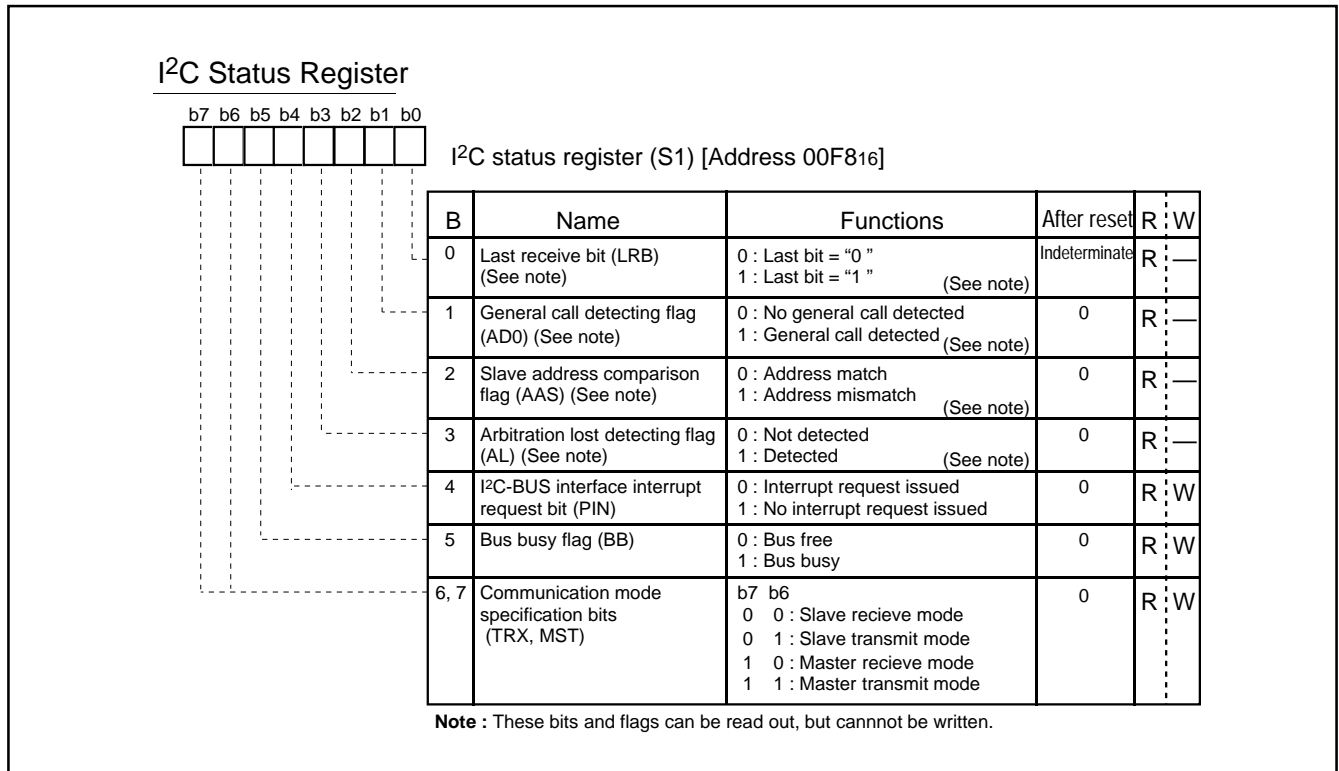 I2C Status Register
b7 b6 b5 b4 b3 b2 b1 b0
I2C status register (S1) [Address 00F816]
B Name Functions After reset R W
0 Last receive bit (LRB) (See note) 0 : Last bit = “0 ” 1 : Last bit = “1 ” (See note) Indeterminate R —
1 General call detecting flag (AD0) (See note) 0 : No general call detected 1 : General call detected (See note) 0 R —
2 Slave address comparison flag (AAS) (See note) 0 : Address match 1 : Address mismatch (See note) 0 R —
3 Arbitration lost detecting flag (AL) (See note) 0 : Not detected 1 : Detected (See note) 0 R —
4 I2C-BUS interface interrupt request bit (PIN) 0 : Interrupt request issued 1 : No interrupt request issued 0 R W
5 Bus busy flag (BB) 0 : Bus free 1 : Bus busy 0 R W
6, 7 Communication mode specification bits (TRX, MST) b7 b6 0 R W
0 0 : Slave recieve mode
0 1 : Slave transmit mode
1 0 : Master recieve mode
1 1 : Master transmit mode
Note : These bits and flags can be read out, but cannnot be written.